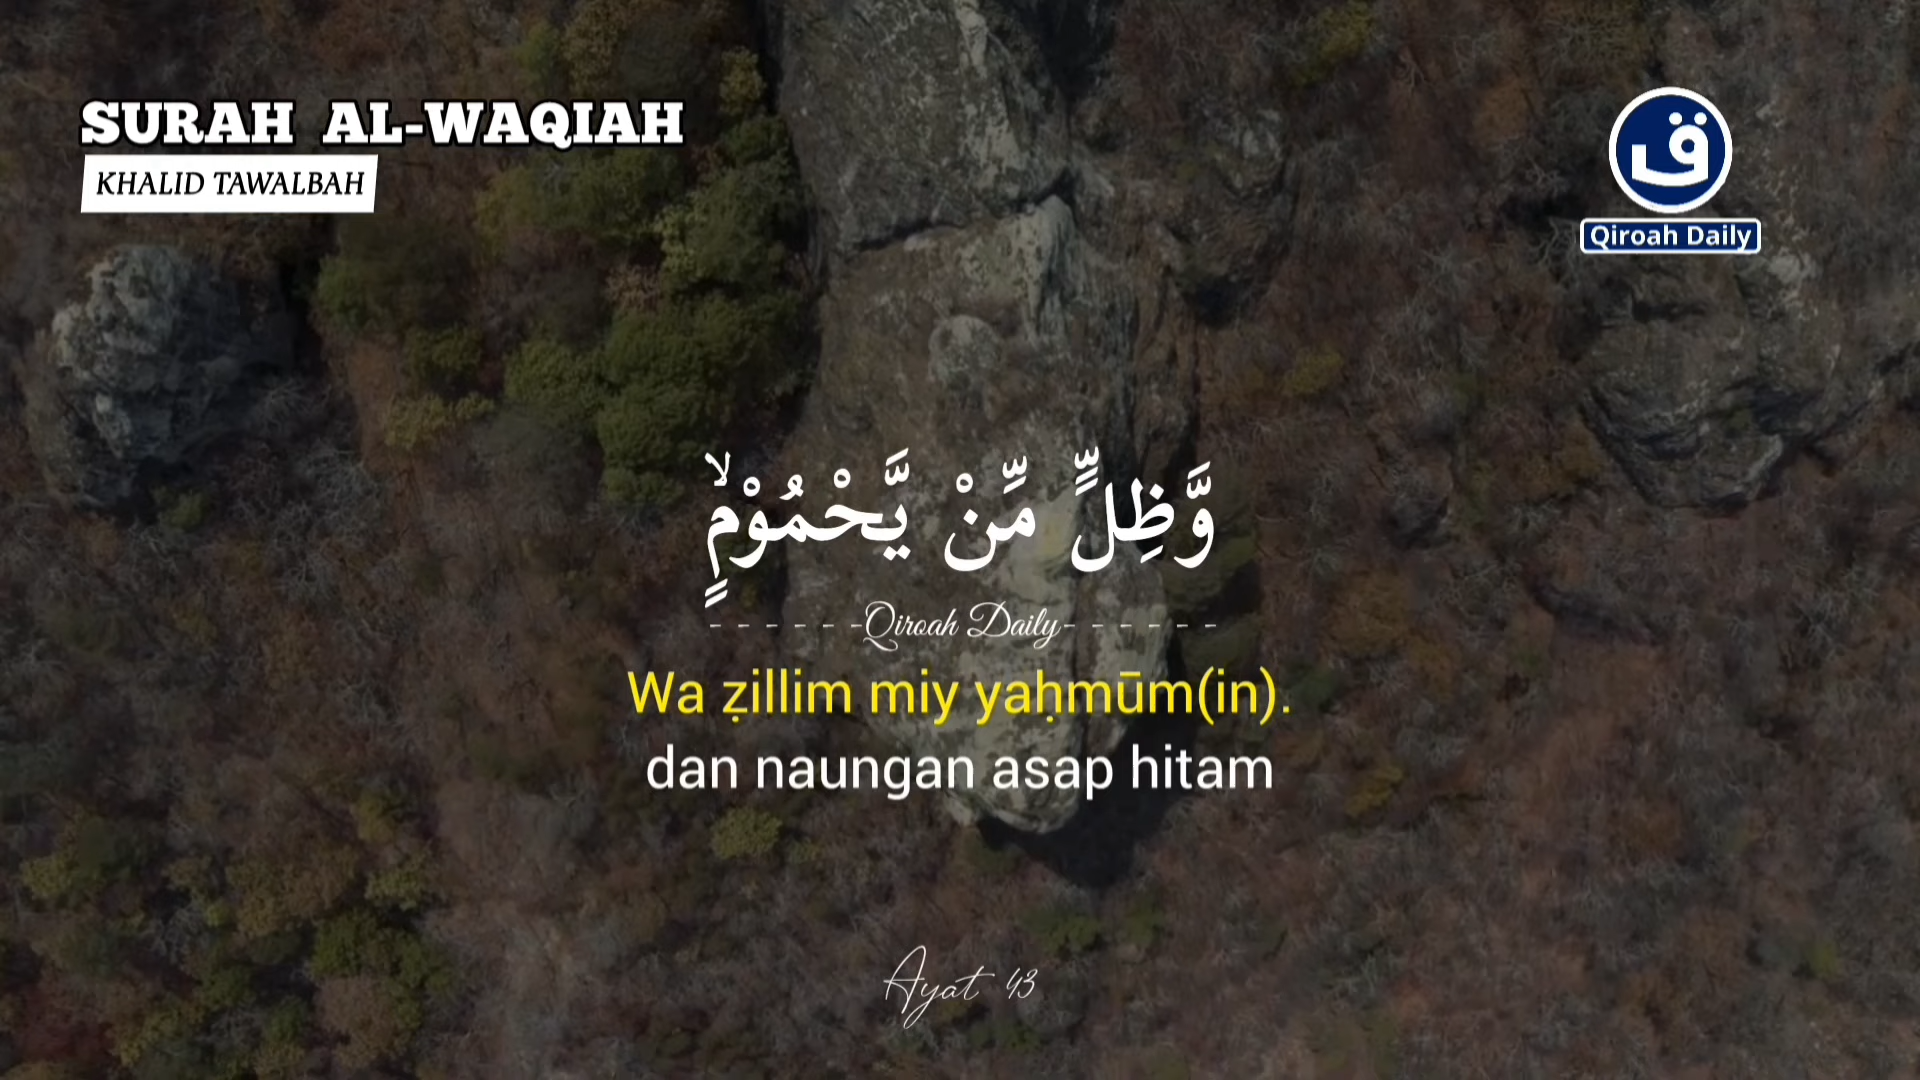 SURAH AL-WAQIAH
KHALID TAWALBAH
ق
Qiroah Daily
وَّظِلٍّ مِّنْ يَّحْمُوْمٍۙ
Qiroah Daily
Wa ẓillim miy yaḥmūm(in).
dan naungan asap hitam
Ayat 43